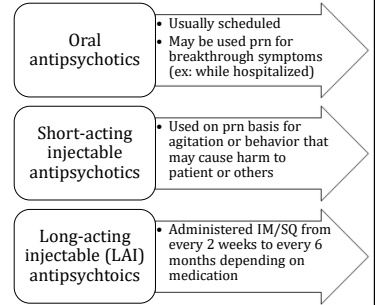 Oral
antipsychotics
• Usually scheduled
• May be used prn for
breakthrough symptoms
(ex: while hospitalized)
Short-acting
injectable
antipsychotics
• Used on prn basis for
agitation or behavior that
may cause harm to
patient or others
Long-acting
injectable (LAI)
antipsychtoics
• Administered IM/SQ from
every 2 weeks to every 6
months depending on
medication